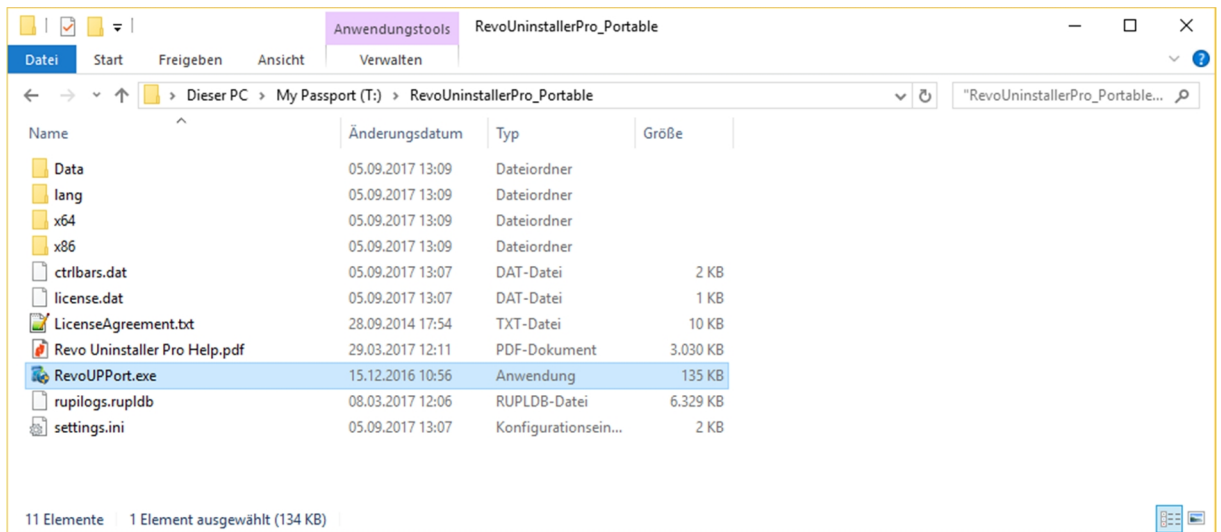 Anwendungstools RevoUninstallerPro_Portable
Datei Start Freigeben Ansicht Verwalten
Dieser PC > My Passport (T:) > RevoUninstallerPro_Portable "RevoUninstallerPro_Portable...
Name Änderungsdatum Typ Größe
Data 05.09.2017 13:09 Dateiordner
lang 05.09.2017 13:09 Dateiordner
x64 05.09.2017 13:09 Dateiordner
x86 05.09.2017 13:09 Dateiordner
ctrlbars.dat 05.09.2017 13:07 DAT-Datei 2 KB
license.dat 05.09.2017 13:07 DAT-Datei 1 KB
LicenseAgreement.txt 28.09.2014 17:54 TXT-Datei 10 KB
Revo Uninstaller Pro Help.pdf 29.03.2017 12:11 PDF-Dokument 3.030 KB
RevoUPPort.exe 15.12.2016 10:56 Anwendung 135 KB
rupilogs.rupldb 08.03.2017 12:06 RUPLDB-Datei 6.329 KB
settings.ini 05.09.2017 13:07 Konfigurationsein... 2 KB
11 Elemente 1 Element ausgewählt (134 KB)